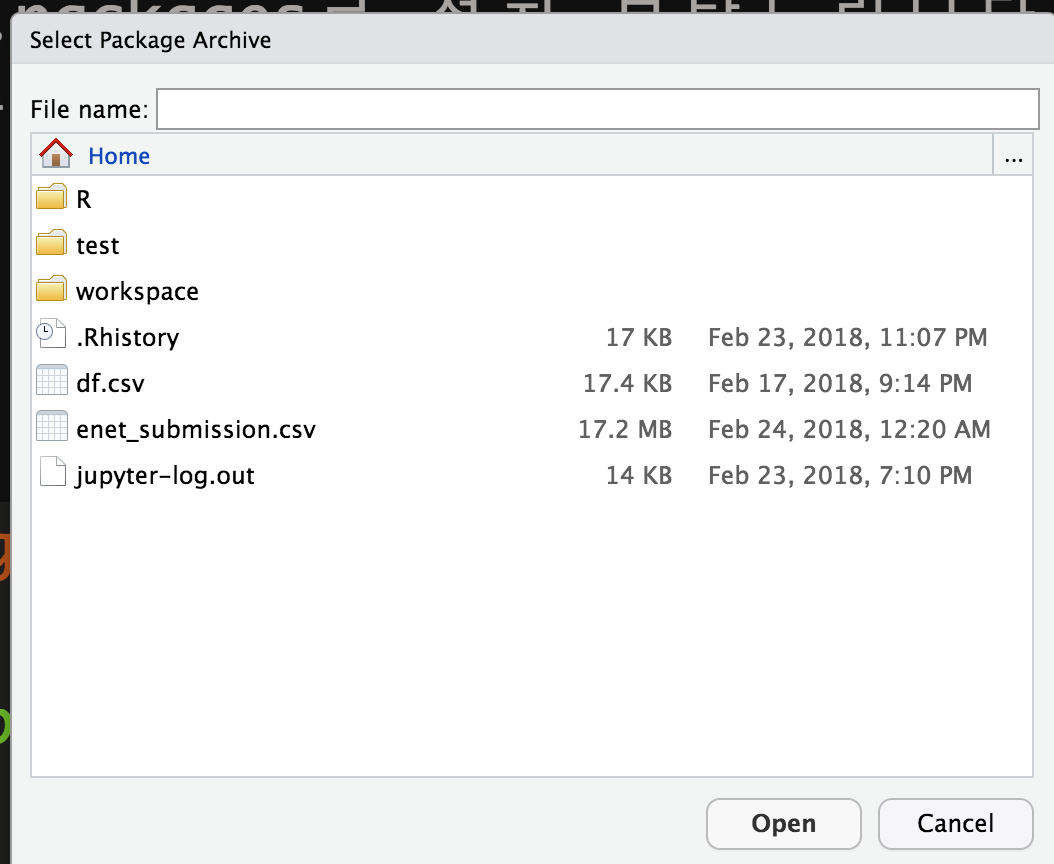 Select Package Archive
File name:
Home ...
R
test
workspace
.Rhistory 17 KB Feb 23, 2018, 11:07 PM
df.csv 17.4 KB Feb 17, 2018, 9:14 PM
enet_submission.csv 17.2 MB Feb 24, 2018, 12:20 AM
jupyter-log.out 14 KB Feb 23, 2018, 7:10 PM
Open Cancel